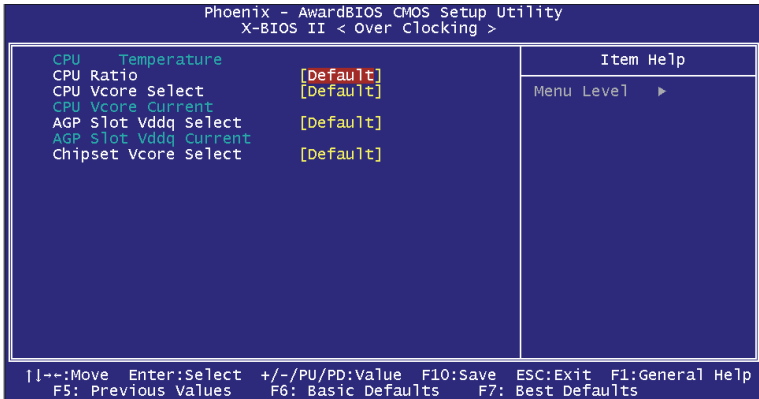 Phoenix - AwardBIOS CMOS Setup Utility
X-BIOS II < Over Clocking >
CPU Temperature
CPU Ratio [Default]
CPU Vcore Select [Default]
CPU Vcore Current
AGP Slot Vddq Select [Default]
AGP Slot Vddq Current
Chipset Vcore Select [Default]
Item Help
Menu Level ▶
↑↓→←:Move Enter:Select +/-/PU/PD:Value F10:Save ESC:Exit F1:General Help
F5: Previous Values F6: Basic Defaults F7: Best Defaults